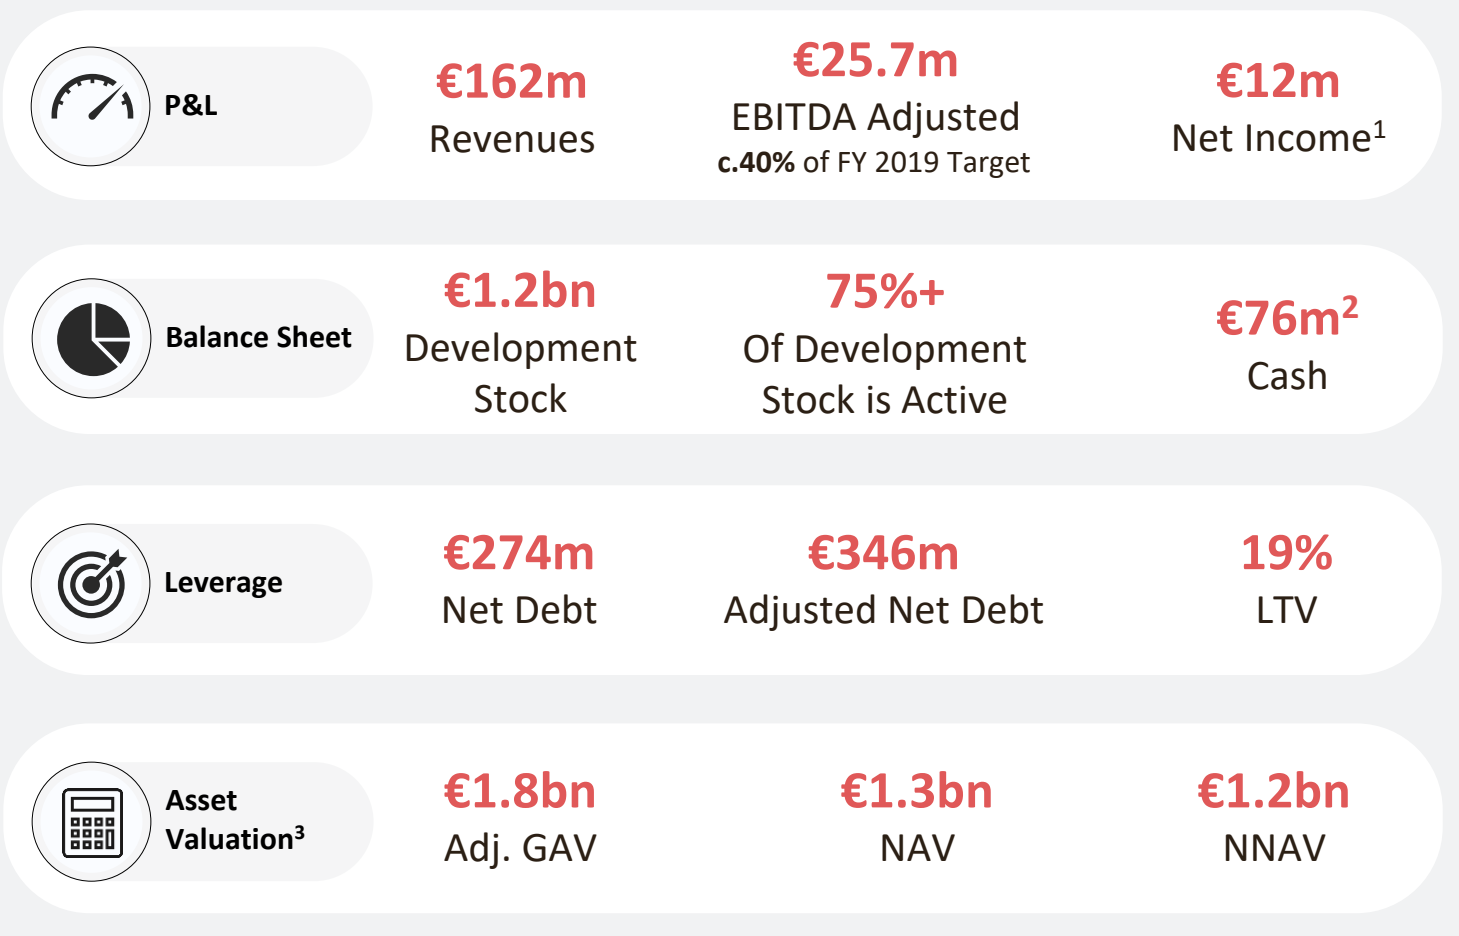 P&L
€162m
Revenues
€25.7m
EBITDA Adjusted
c.40% of FY 2019 Target
€12m
Net Income¹
Balance Sheet
€1.2bn
Development
Stock
75%+
Of Development
Stock is Active
€76m²
Cash
Leverage
€274m
Net Debt
€346m
Adjusted Net Debt
19%
LTV
Asset
Valuation³
€1.8bn
Adj. GAV
€1.3bn
NAV
€1.2bn
NNAV